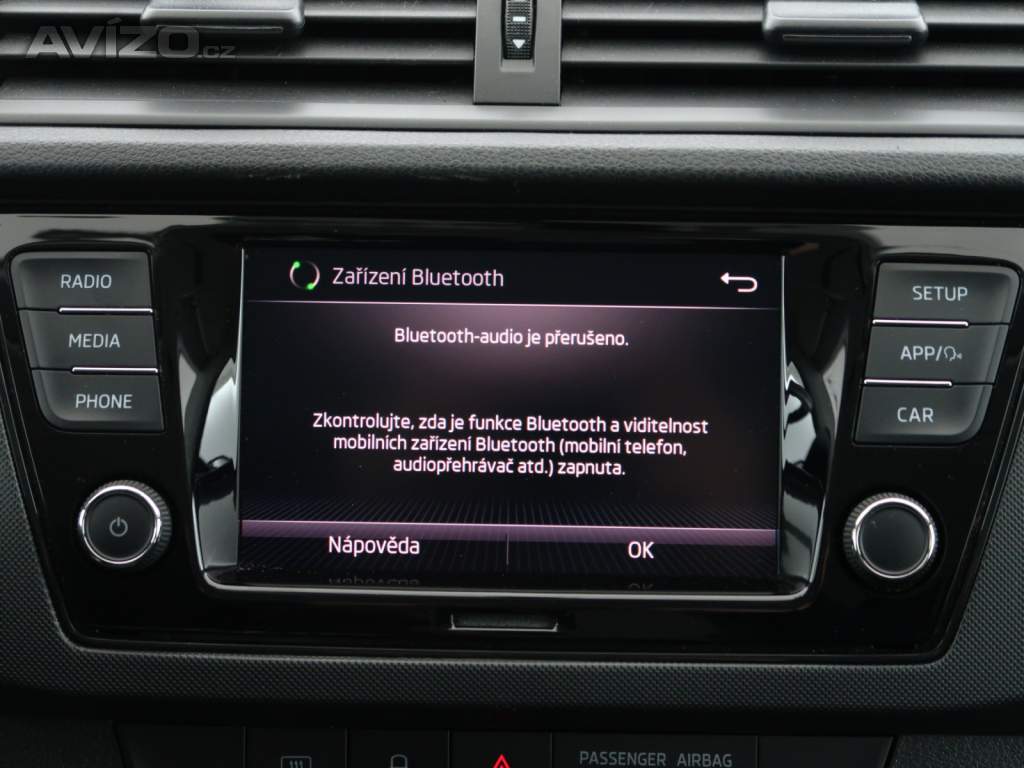 AVÍZO.cz
Zařízení Bluetooth
RADIO
MEDIA
PHONE
Bluetooth-audio je přerušeno.
Zkontrolujte, zda je funkce Bluetooth a viditelnost
mobilních zařízení Bluetooth (mobilní telefon,
audiopřehrávač atd.) zapnuta.
Nápověda
OK
SETUP
APP/
CAR
PASSENGER AIRBAG